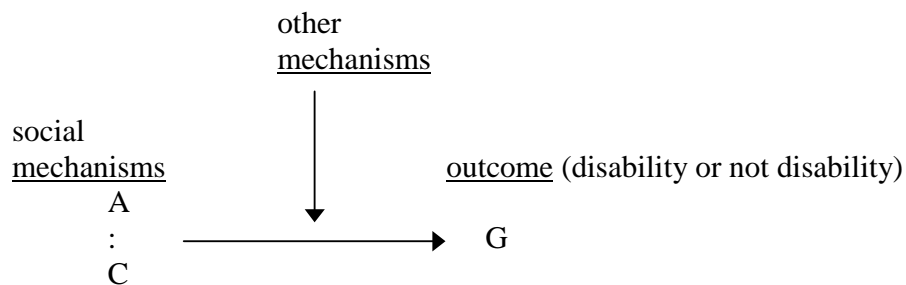 other
mechanisms
social
mechanisms
outcome (disability or not disability)
A
:
G
C